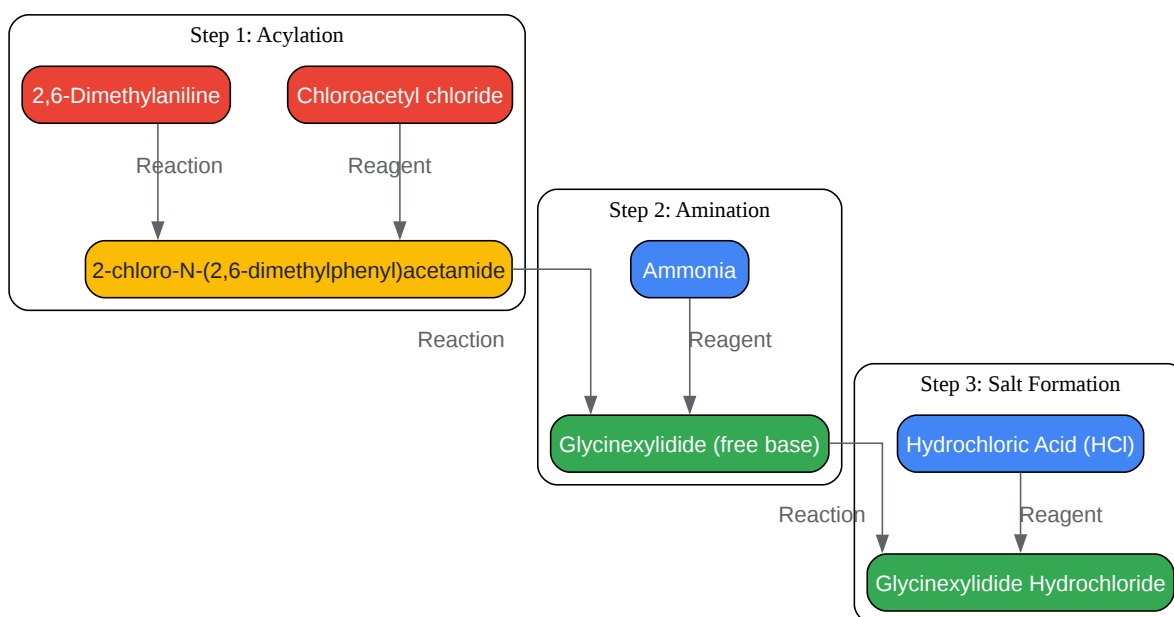 Step 1: Acylation
2,6-Dimethylaniline
Chloroacetyl chloride
Reaction
Reagent
2-chloro-N-(2,6-dimethylphenyl)acetamide
Step 2: Amination
Ammonia
Reaction
Reagent
Glycinexylidide (free base)
Step 3: Salt Formation
Hydrochloric Acid (HCl)
Reaction
Reagent
Glycinexylidide Hydrochloride